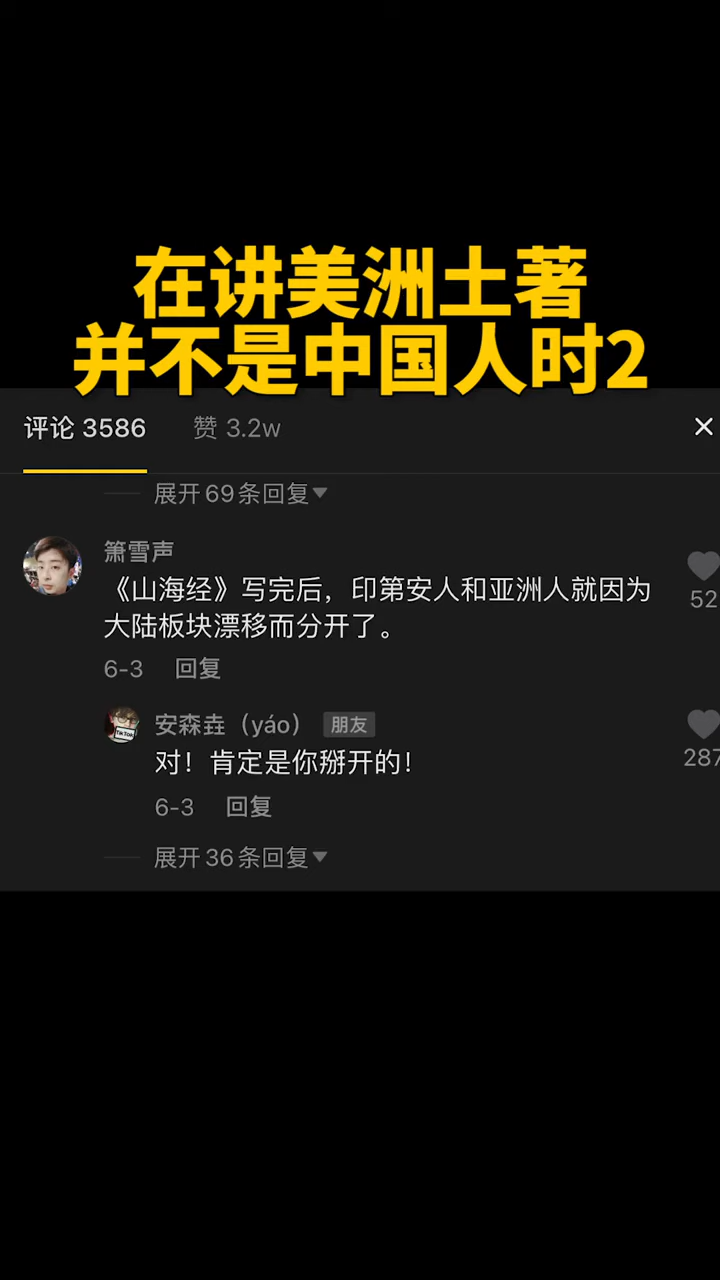 在讲美洲土著
并不是中国人时2
评论 3586
赞 3.2w
展开69条回复
箫雪声
《山海经》写完后，印第安人和亚洲人就因为
大陆板块漂移而分开了。
52
6-3 回复
安森垚（yáo） 朋友
对！肯定是你掰开的！
287
6-3 回复
展开36条回复